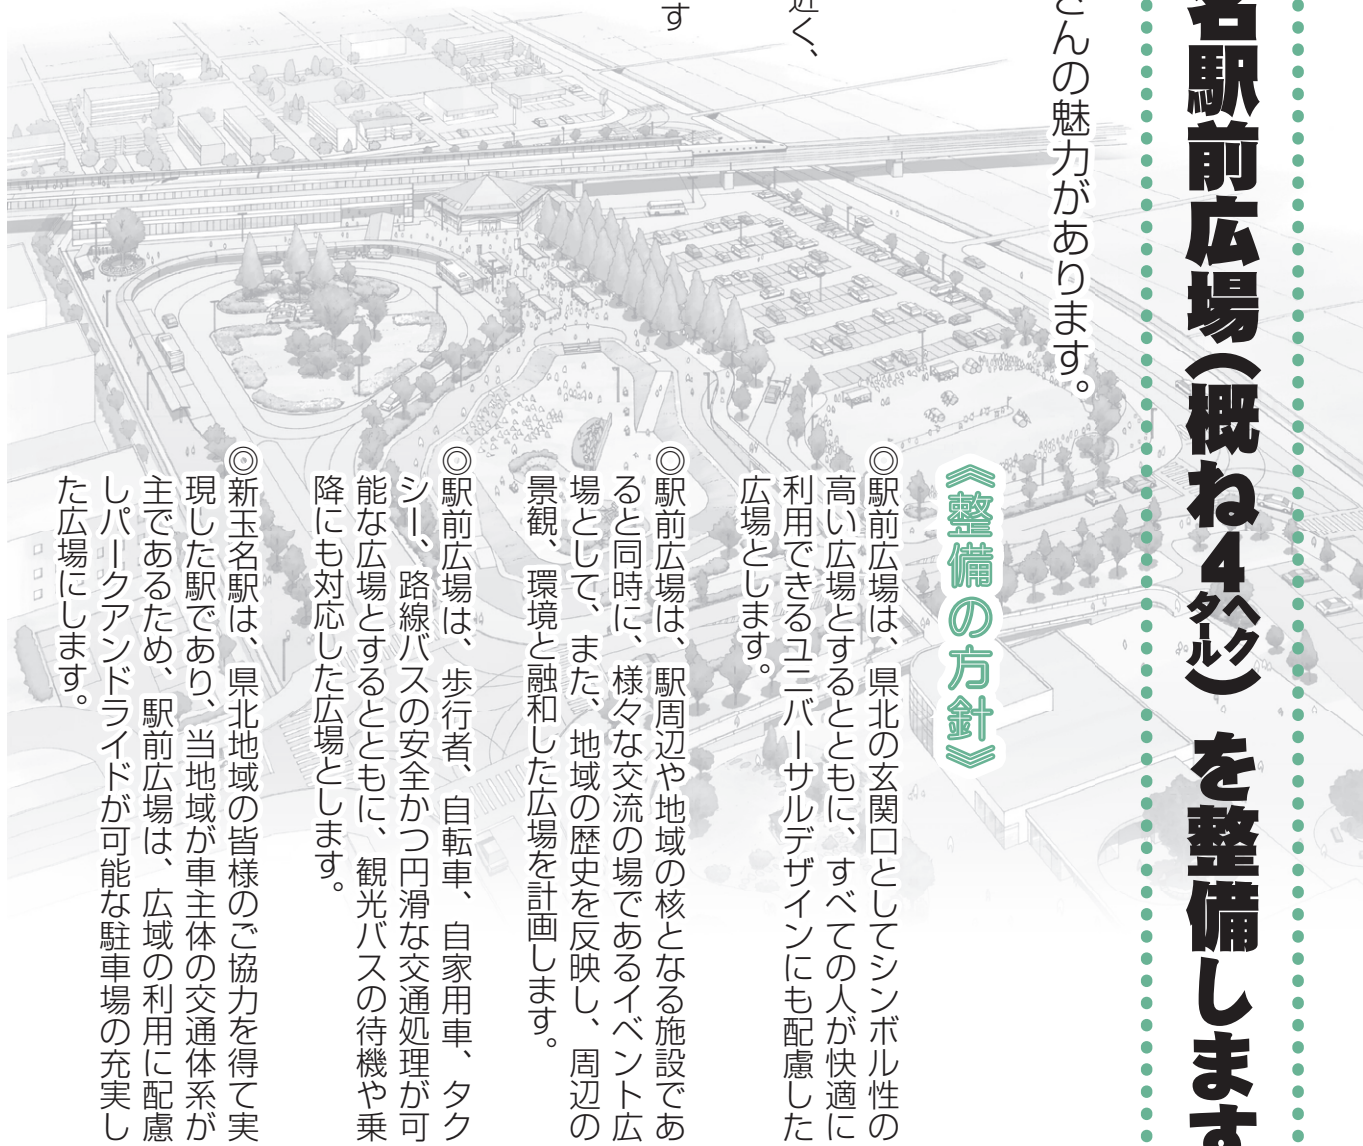 名駅前広場(概ね4ヘクタール)を整備します
さんの魅力があります。
近く、
す
《整備の方針》
◎駅前広場は、県北の玄関口としてシンボル性の
高い広場とするとともに、すべての人が快適に
利用できるユニバーサルデザインにも配慮した
広場とします。
◎駅前広場は、駅周辺や地域の核となる施設であ
ると同時に、様々な交流の場であるイベント広
場として、また、地域の歴史を反映し、周辺の
景観、環境と融和した広場を計画します。
◎駅前広場は、歩行者、自転車、自家用車、タク
シー、路線バスの安全かつ円滑な交通処理が可
能な広場とするとともに、観光バスの待機や乗
降にも対応した広場とします。
◎新玉名駅は、県北地域の皆様のご協力を得て実
現した駅であり、当地域が車主体の交通体系が
主であるため、駅前広場は、広域の利用に配慮
しパークアンドライドが可能な駐車場の充実し
た広場にします。